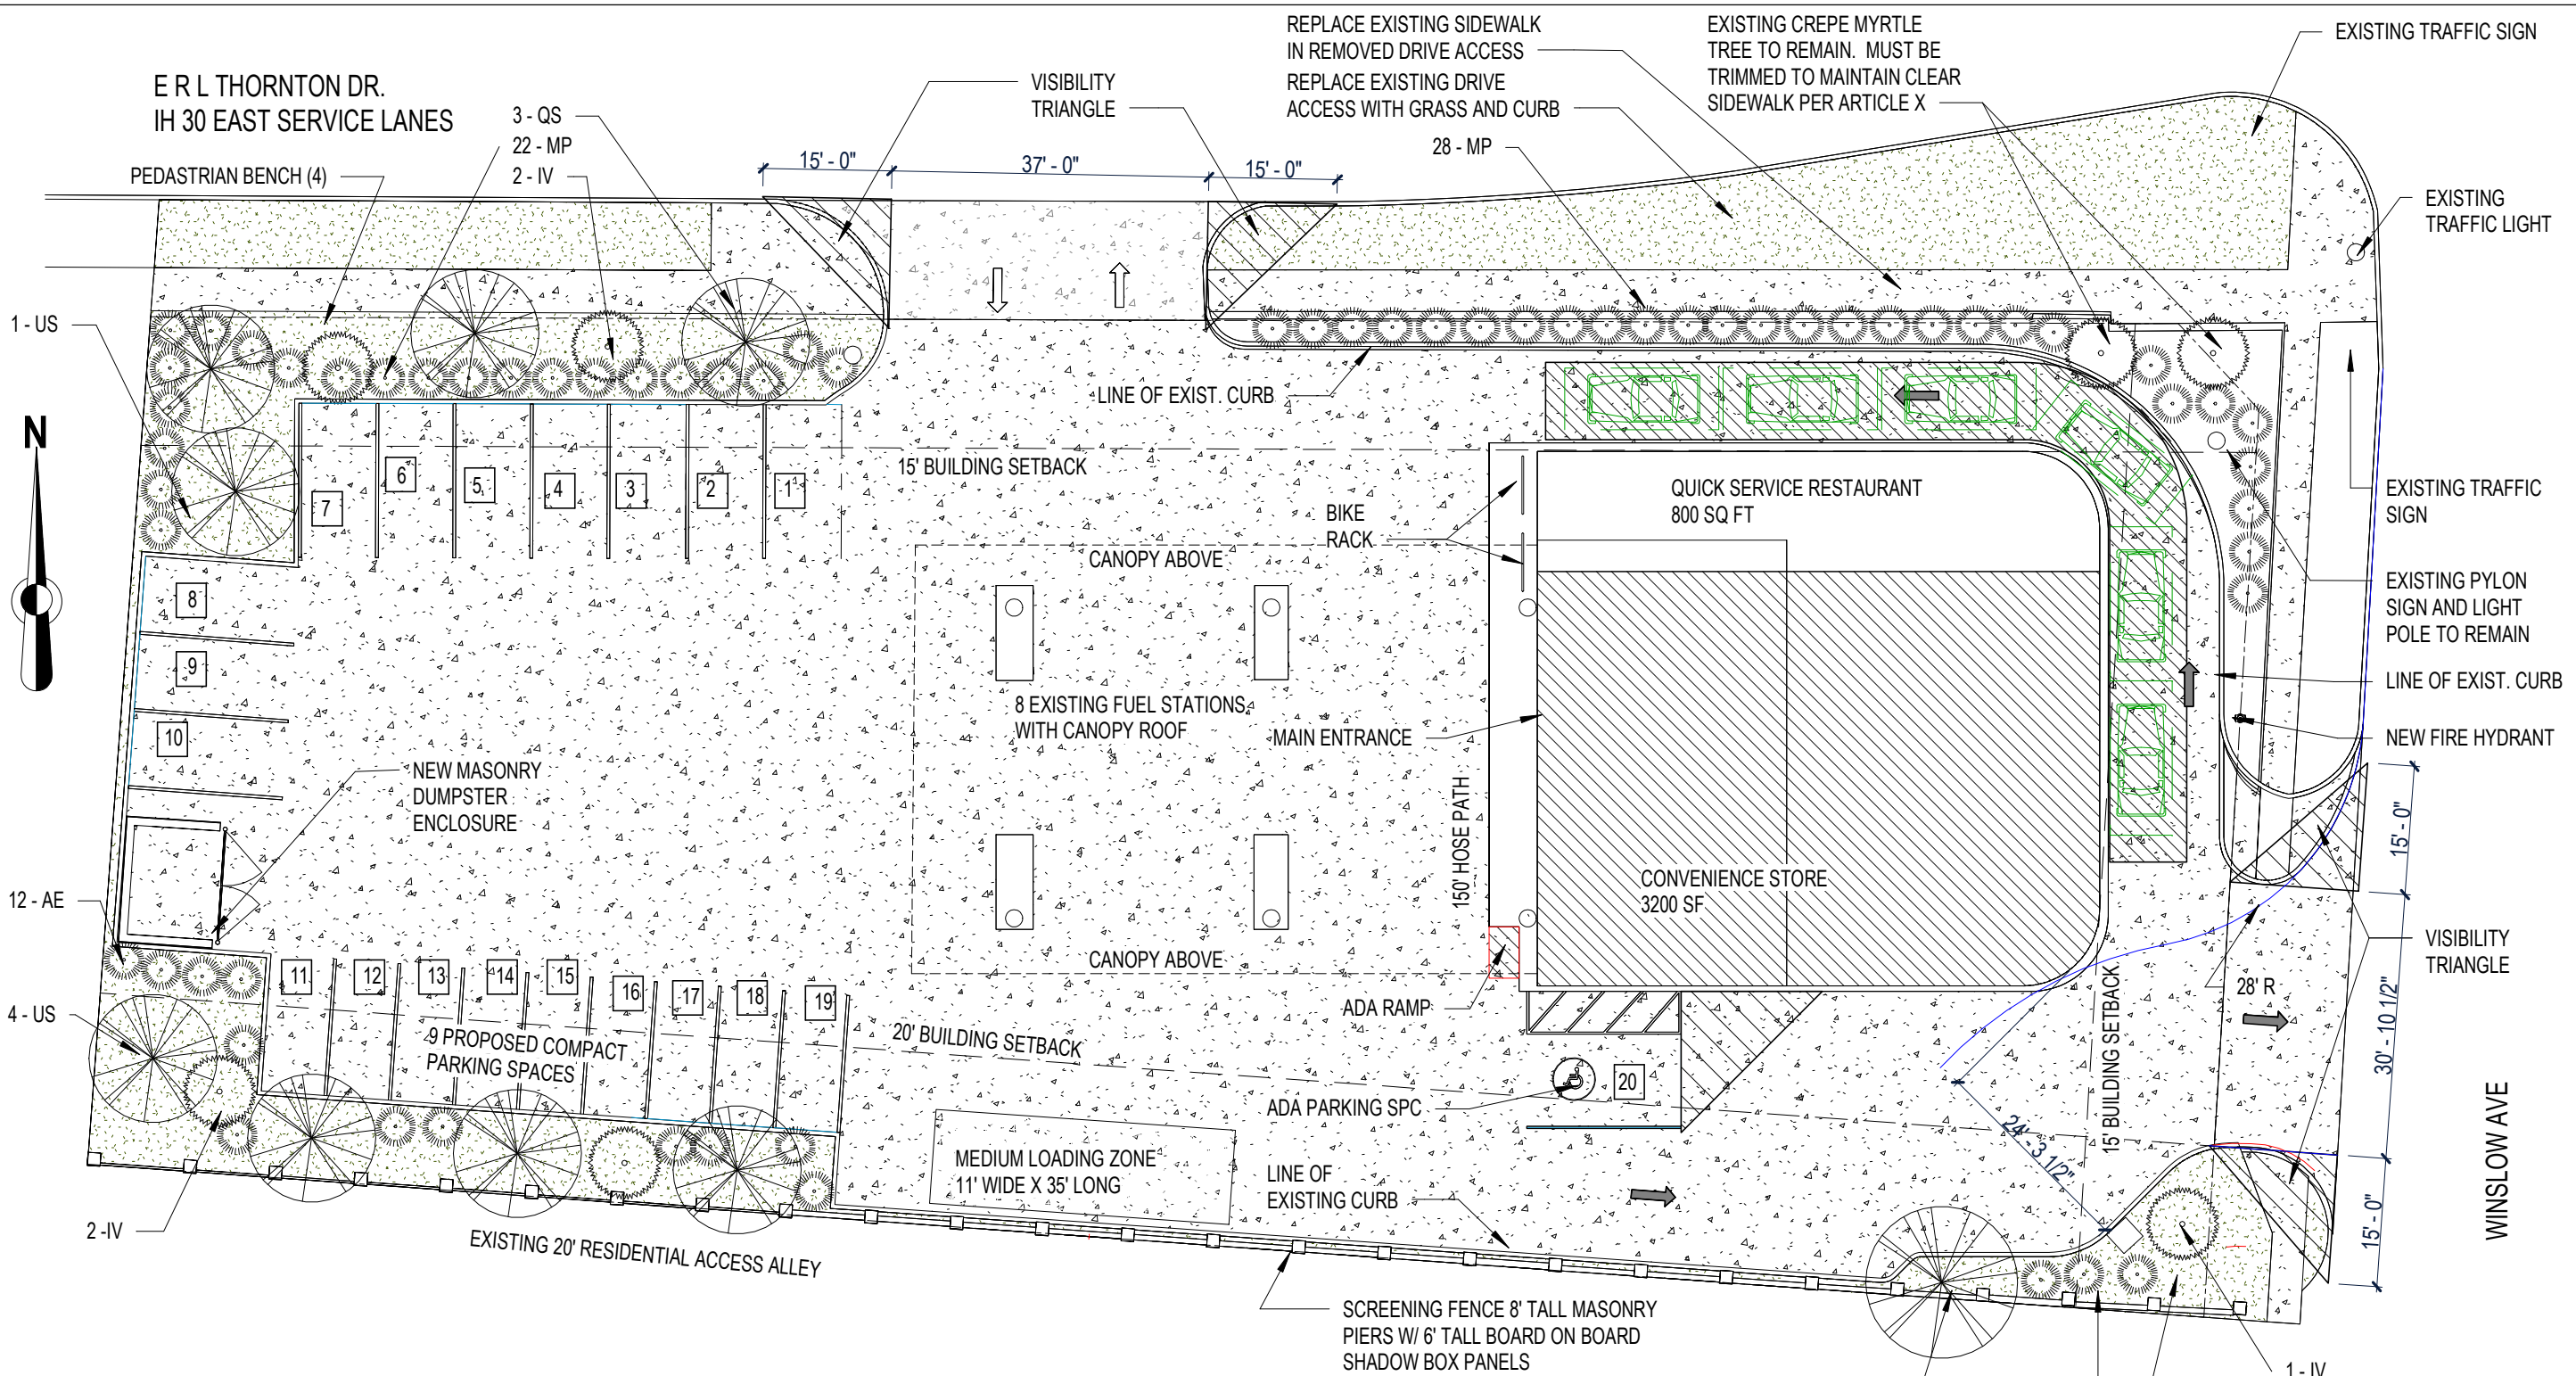 E R L THORNTON DR.
IH 30 EAST SERVICE LANES
3 - QS
22 - MP
2 - IV
PEDASTRIAN BENCH (4)
VISIBILITY
TRIANGLE
15' - 0"
37' - 0"
15' - 0"
REPLACE EXISTING SIDEWALK
IN REMOVED DRIVE ACCESS
REPLACE EXISTING DRIVE
ACCESS WITH GRASS AND CURB
28 - MP
EXISTING CREPE MYRTLE
TREE TO REMAIN. MUST BE
TRIMMED TO MAINTAIN CLEAR
SIDEWALK PER ARTICLE X
EXISTING TRAFFIC SIGN
EXISTING
TRAFFIC LIGHT
1 - US
N
LINE OF EXIST. CURB
15' BUILDING SETBACK
7
6
5
4
3
2
1
8
9
10
CANOPY ABOVE
BIKE
RACK
QUICK SERVICE RESTAURANT
800 SQ FT
EXISTING TRAFFIC
SIGN
EXISTING PYLON
SIGN AND LIGHT
POLE TO REMAIN
LINE OF EXIST. CURB
NEW FIRE HYDRANT
8 EXISTING FUEL STATIONS
WITH CANOPY ROOF
MAIN ENTRANCE
NEW MASONRY
DUMPSTER
ENCLOSURE
150' HOSE PATH
CONVENIENCE STORE
3200 SF
15' - 0"
12 - AE
CANOPY ABOVE
VISIBILITY
TRIANGLE
11
12
13
14
15
16
17
18
19
28' R
4 - US
ADA RAMP
9 PROPOSED COMPACT
PARKING SPACES
20' BUILDING SETBACK
15' BUILDING SETBACK
30' - 10 1/2"
20
ADA PARKING SPC
24' - 3 1/2"
WINSLOW AVE
MEDIUM LOADING ZONE
11' WIDE X 35' LONG
LINE OF
EXISTING CURB
15' - 0"
2 -IV
EXISTING 20' RESIDENTIAL ACCESS ALLEY
SCREENING FENCE 8' TALL MASONRY
PIERS W/ 6' TALL BOARD ON BOARD
SHADOW BOX PANELS
1 - IV